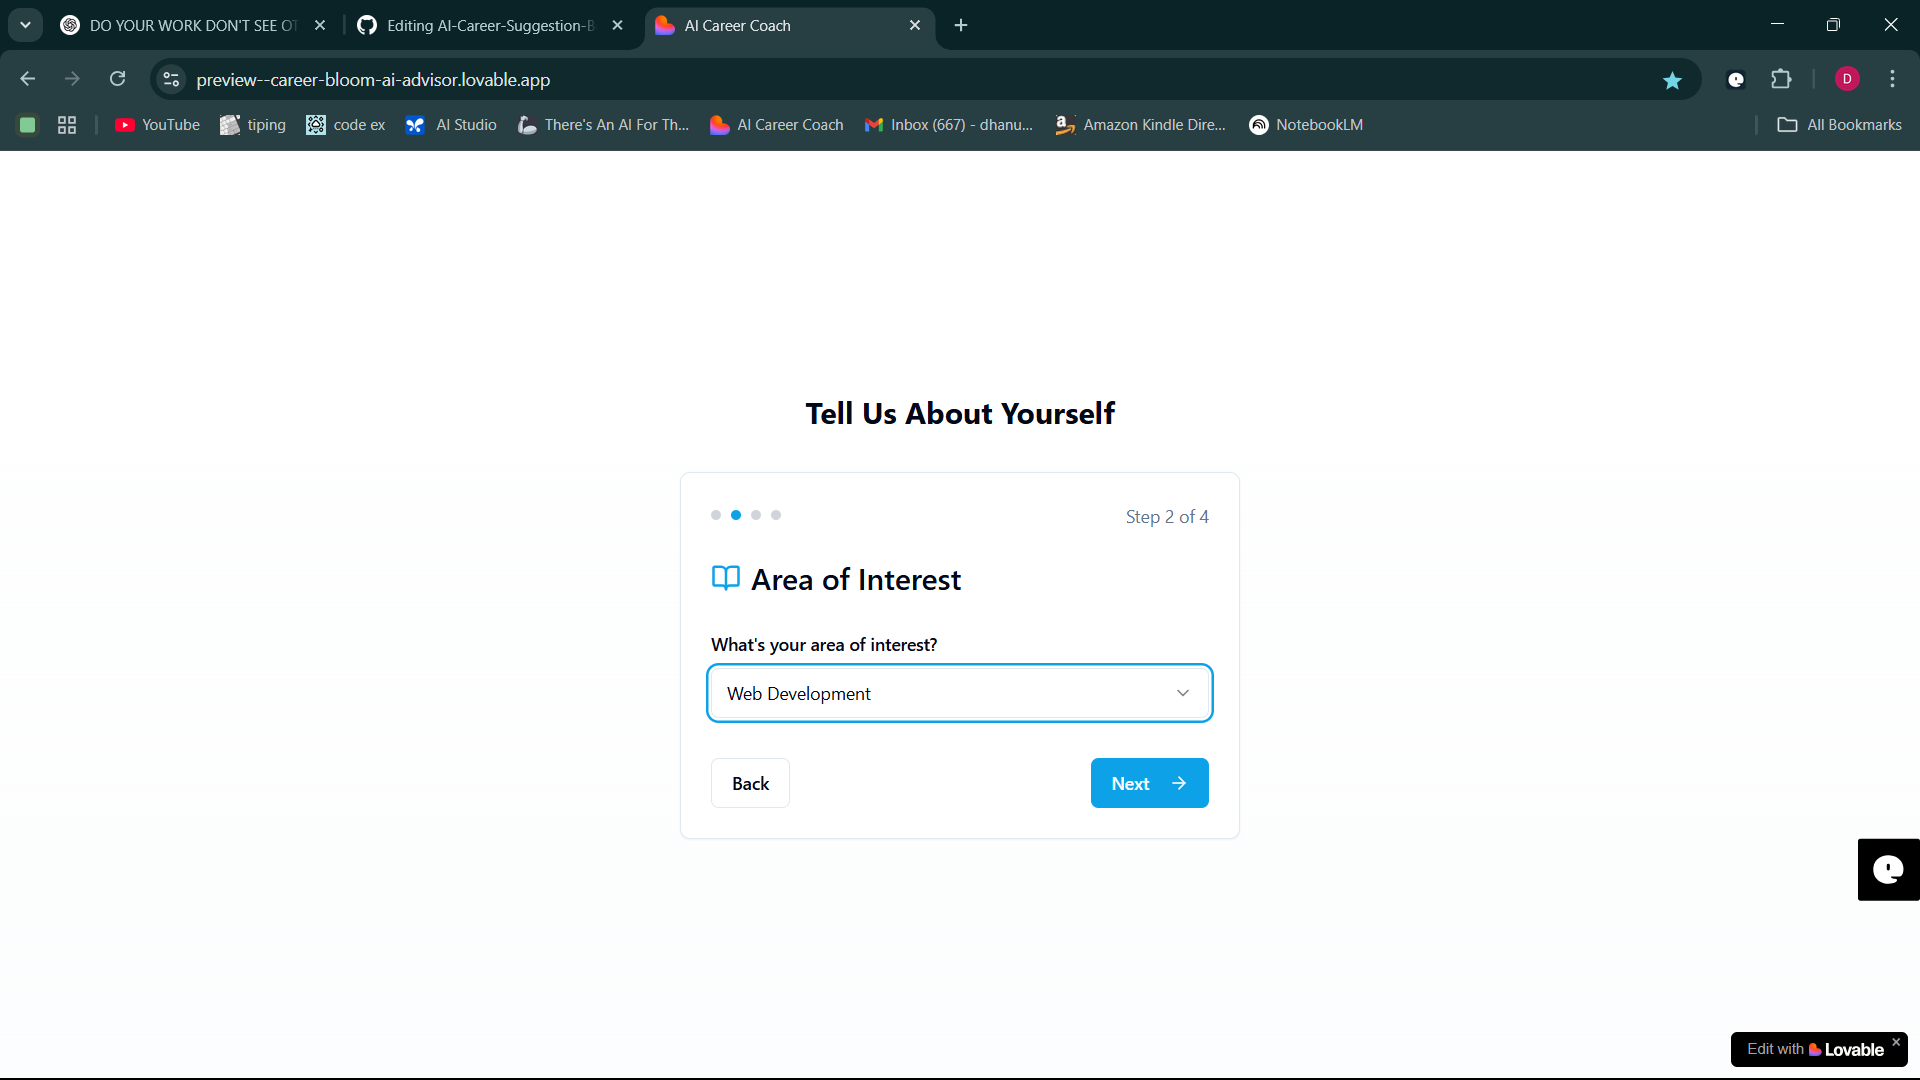 DO YOUR WORK DON'T SEE OT
Editing AI-Career-Suggestion-B
AI Career Coach
preview--career-bloom-ai-advisor.lovable.app
D
YouTube
tiping
code ex
AI Studio
There's An AI For Th...
AI Career Coach
Inbox (667) - dhanu...
Amazon Kindle Dire...
NotebookLM
All Bookmarks
Tell Us About Yourself
Step 2 of 4
Area of Interest
What's your area of interest?
Web Development
Back
Next
Edit with Lovable